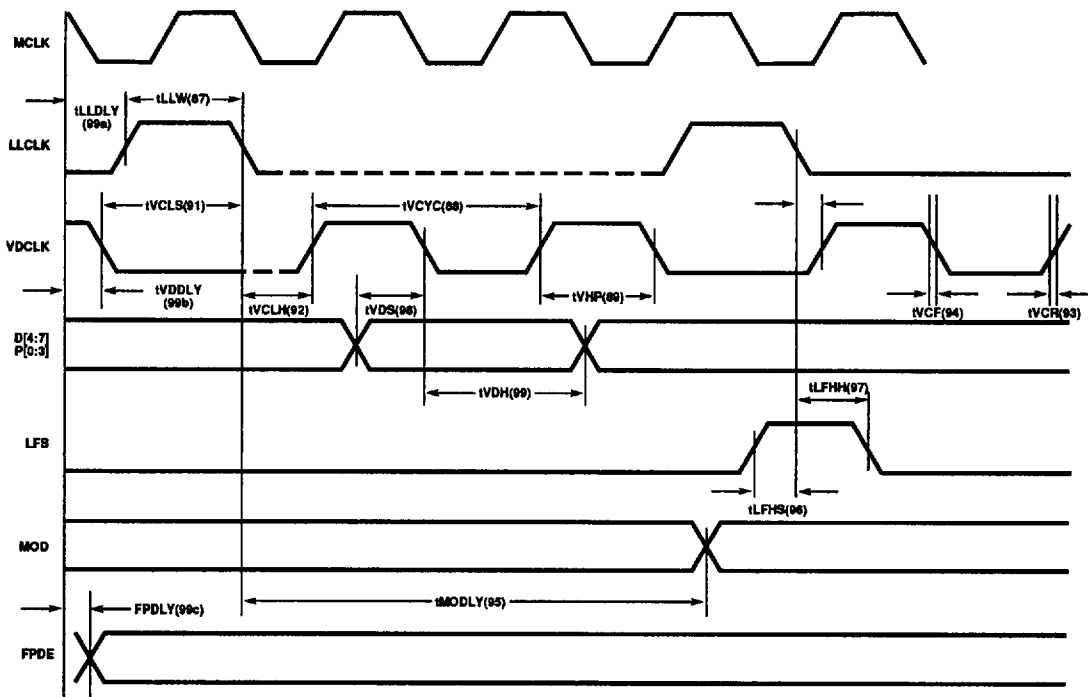 MCLK
tLLDLY
(99a)
tLLW(87)
LLCLK
tVCLS(91)
tVCYC(88)
VDCLK
tVDDLY
(99b)
tVCLH(92)
tVDS(98)
tVHP(89)
tVCF(94)
tVCR(93)
D[4:7]
P[0:3]
tVDH(99)
tLFHH(97)
LFS
tLFHS(96)
MOD
FPDLY(99c)
tMODLY(95)
FPDE